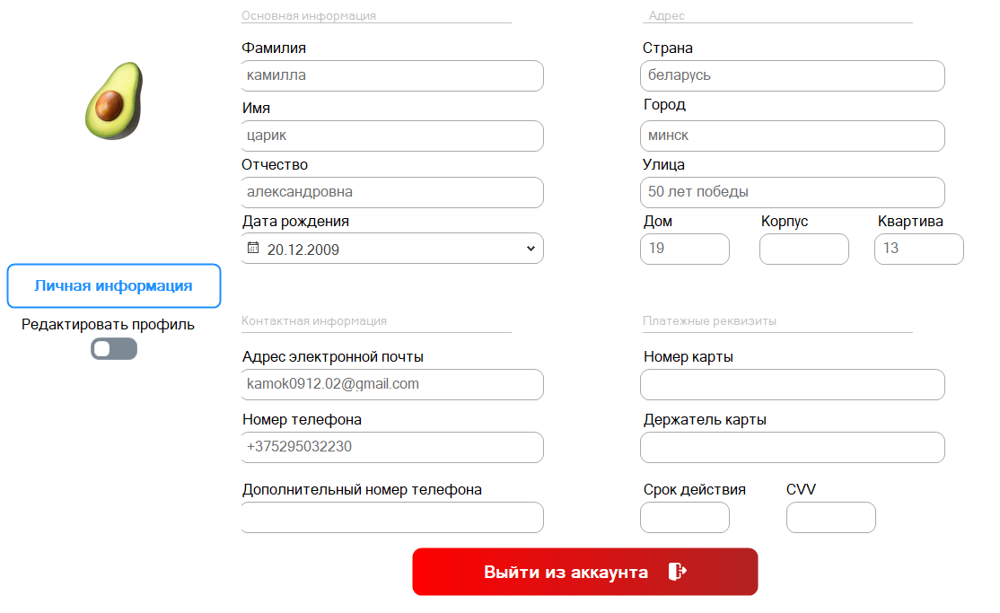 Основная информация
Фамилия
камилла
Имя
царик
Отчество
александровна
Дата рождения
20.12.2009
Адрес
Страна
беларусь
Город
минск
Улица
50 лет победы
Дом Корпус Квартива
19 13
Личная информация
Редактировать профиль
Контактная информация
Адрес электронной почты
kamok0912.02@gmail.com
Номер телефона
+375295032230
Дополнительный номер телефона
Платежные реквизиты
Номер карты
Держатель карты
Срок действия CVV
Выйти из аккаунта